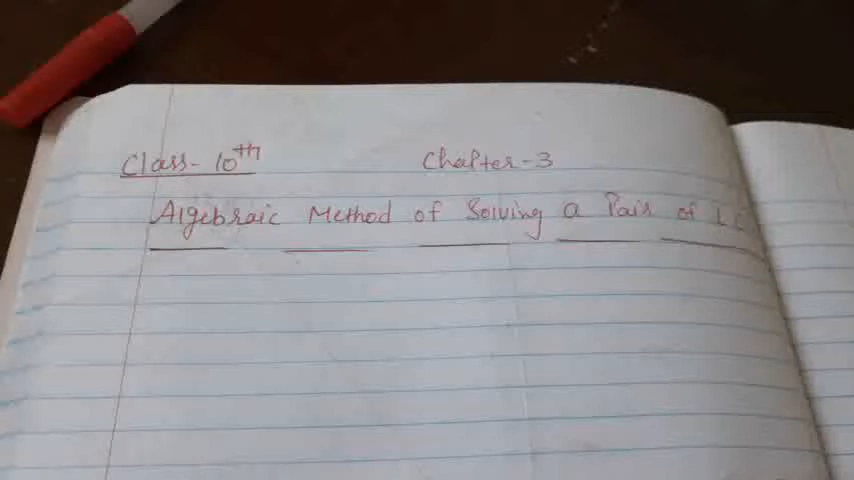 Class- 10th Chapter-3
Algebraic Method of Solving a Pair of L